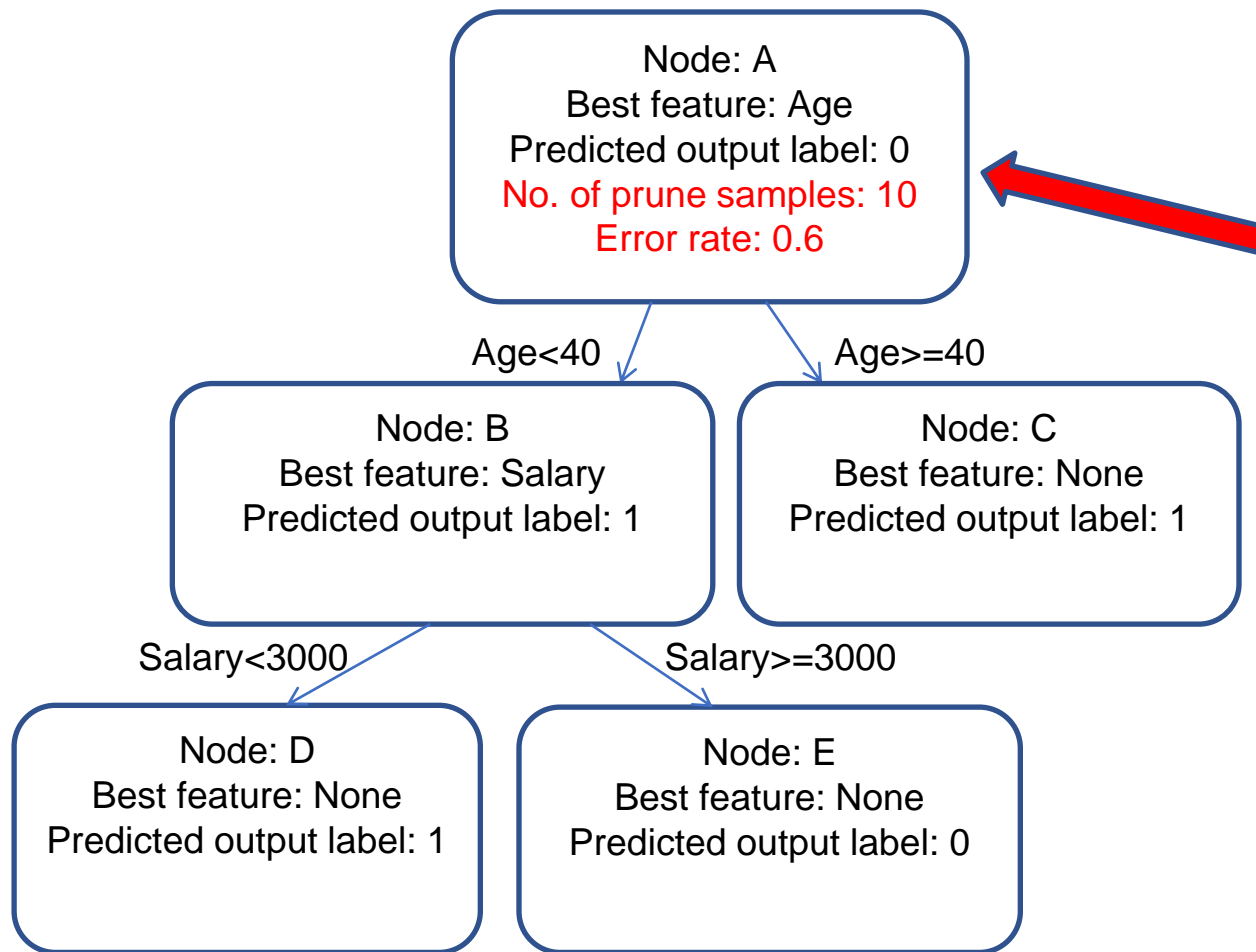 Node: A
Best feature: Age
Predicted output label: 0
No. of prune samples: 10
Error rate: 0.6
Age<40
Age>=40
Node: B
Best feature: Salary
Predicted output label: 1
Node: C
Best feature: None
Predicted output label: 1
Salary<3000
Salary>=3000
Node: D
Best feature: None
Predicted output label: 1
Node: E
Best feature: None
Predicted output label: 0